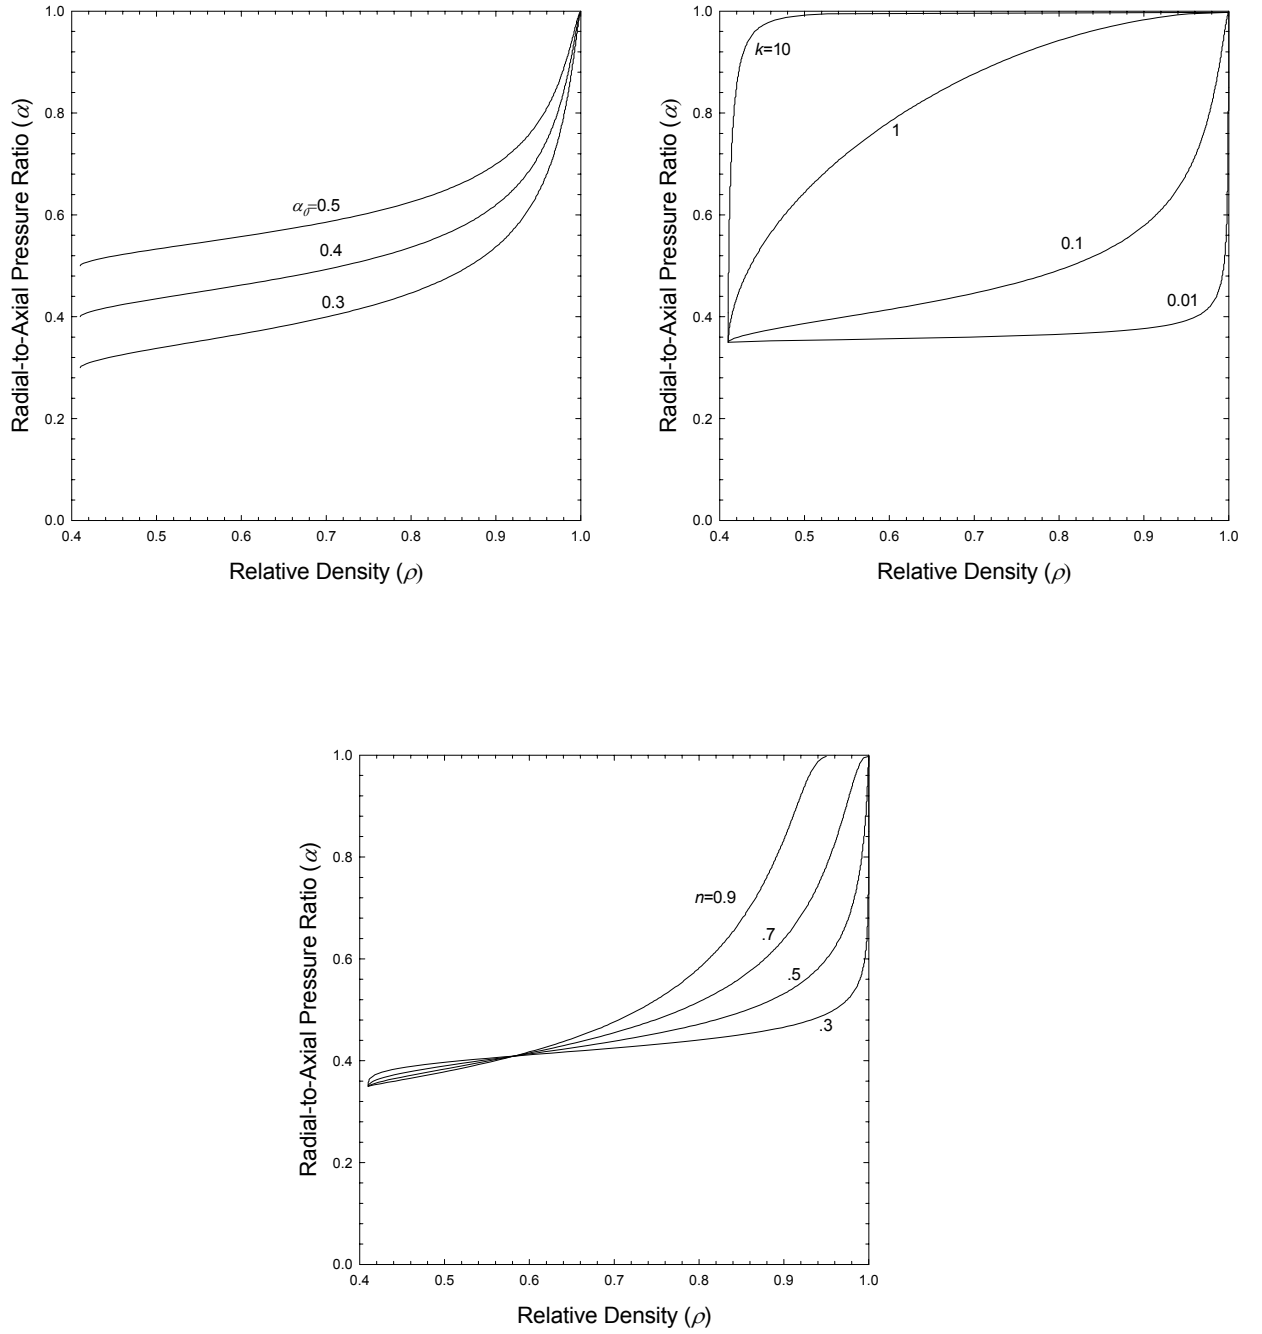 1.0
0.8
0.6
0.4
0.2
0.0
Radial-to-Axial Pressure Ratio (α)
α0=0.5
0.4
0.3
0.4 0.5 0.6 0.7 0.8 0.9 1.0
Relative Density (ρ)
1.0
0.8
0.6
0.4
0.2
0.0
Radial-to-Axial Pressure Ratio (α)
k=10
1
0.1
0.01
0.4 0.5 0.6 0.7 0.8 0.9 1.0
Relative Density (ρ)
1.0
0.8
0.6
0.4
0.2
0.0
Radial-to-Axial Pressure Ratio (α)
n=0.9
.7
.5
.3
0.4 0.5 0.6 0.7 0.8 0.9 1.0
Relative Density (ρ)